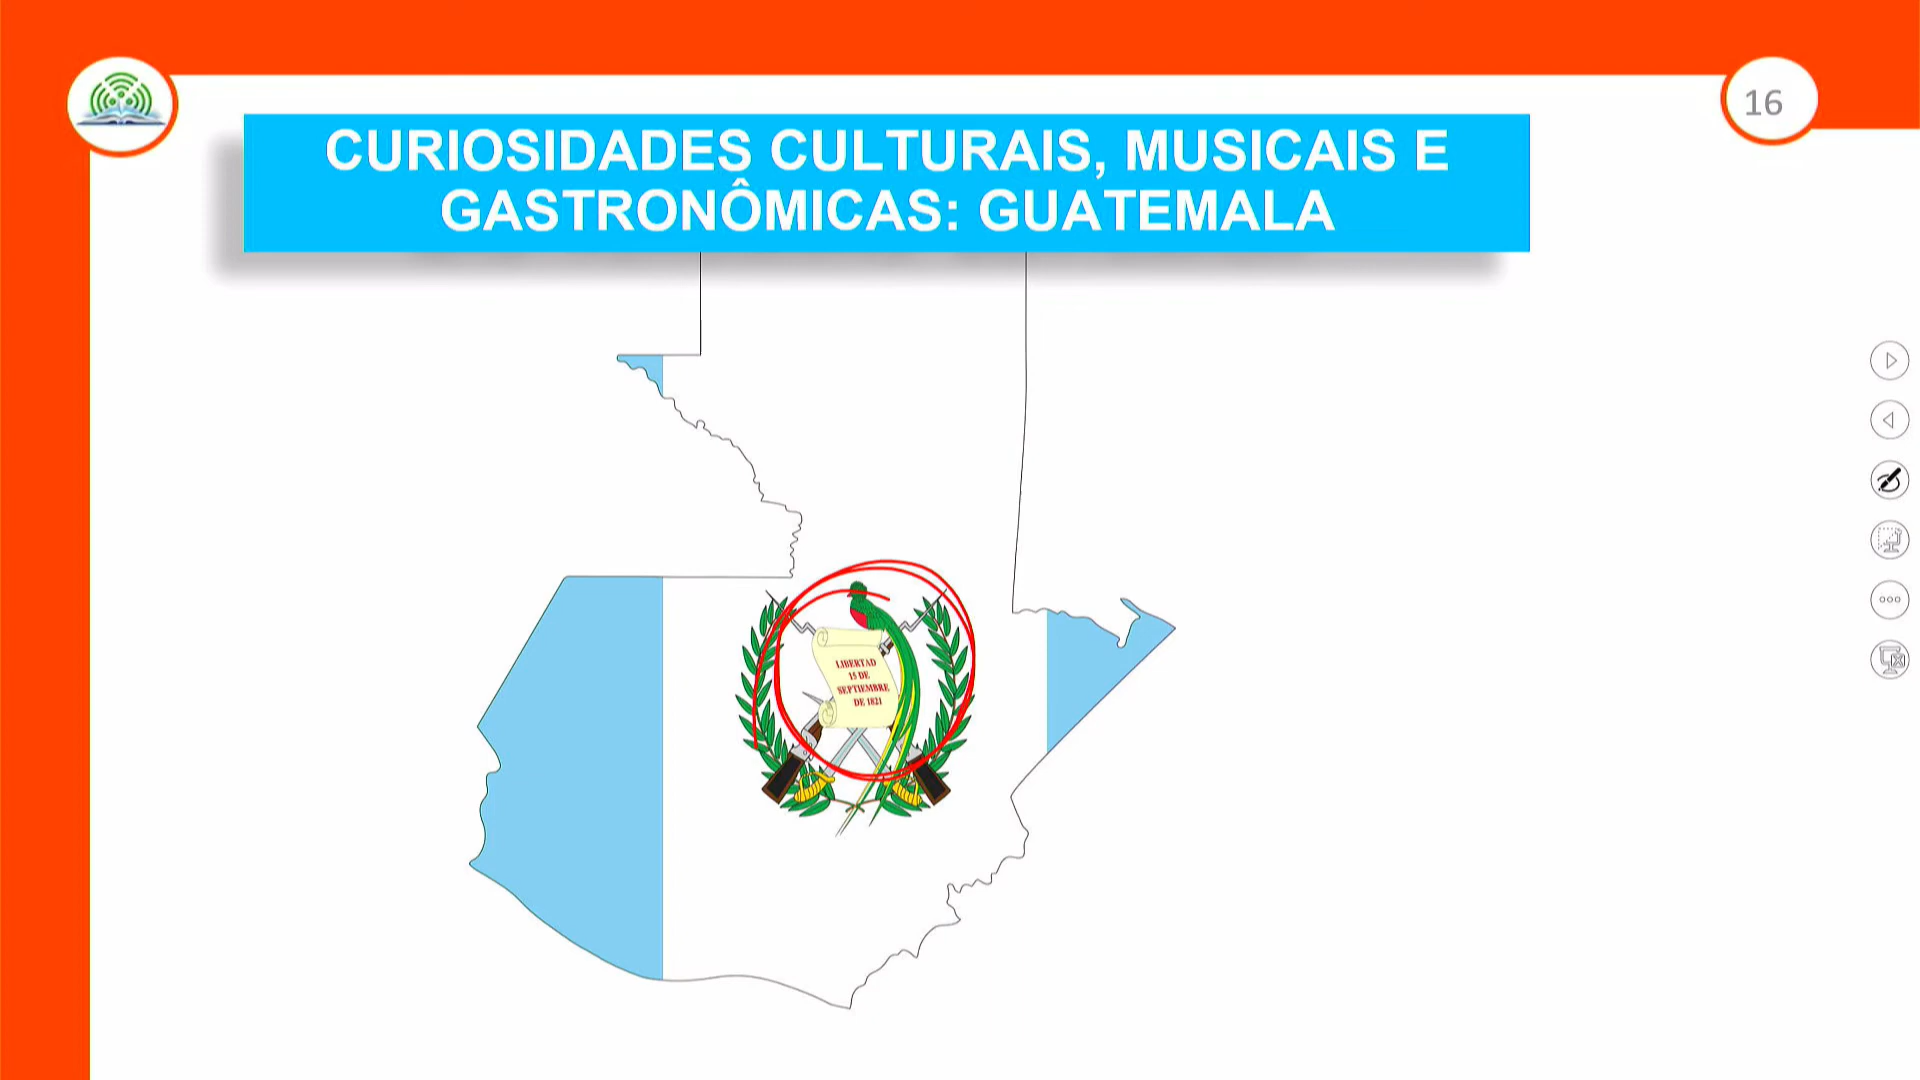 16
CURIOSIDADES CULTURAIS, MUSICAIS E
GASTRONÔMICAS: GUATEMALA
LIBERTAD
15 DE
SEPTIEMBRE
DE 1821